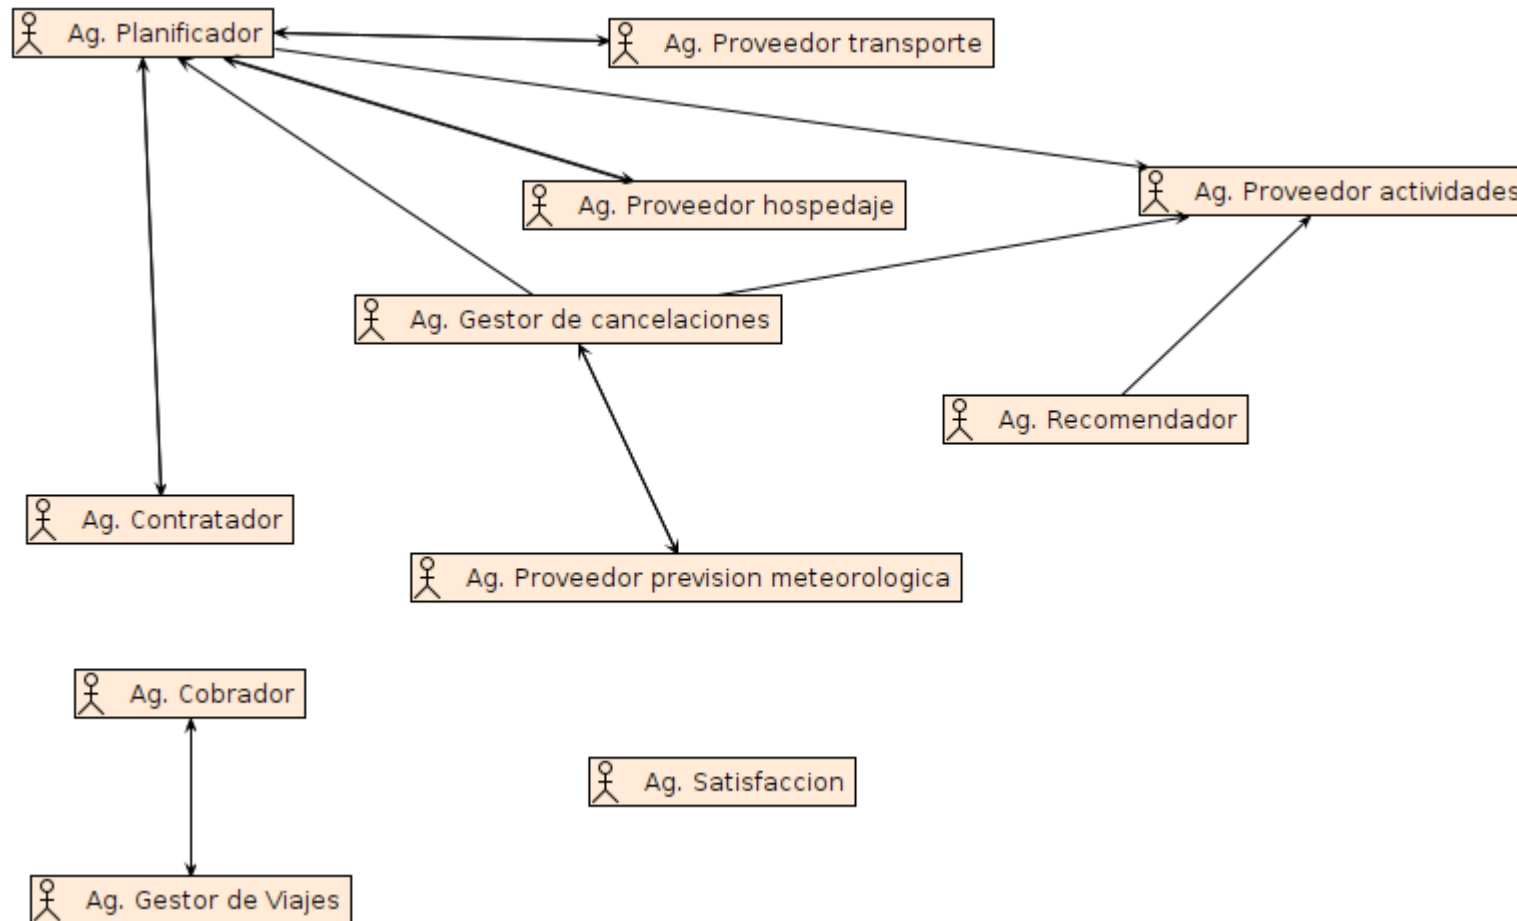 Ag. Planificador
Ag. Proveedor transporte
Ag. Proveedor actividades
Ag. Proveedor hospedaje
Ag. Gestor de cancelaciones
Ag. Recomendador
Ag. Contratador
Ag. Proveedor prevision meteorologica
Ag. Cobrador
Ag. Satisfaccion
Ag. Gestor de Viajes